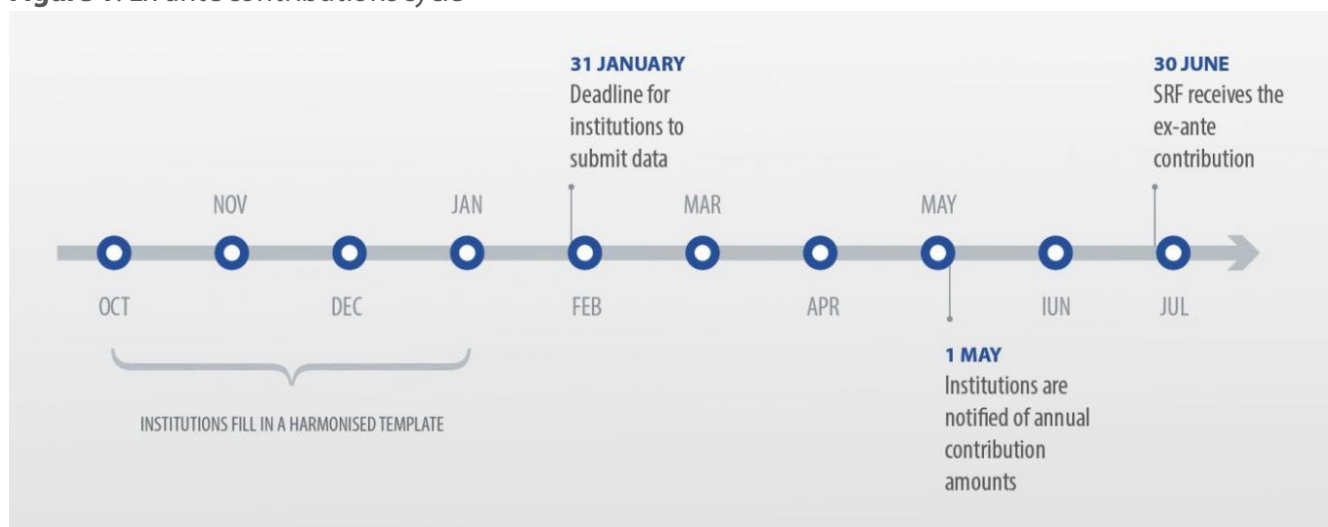 31 JANUARY
Deadline for
institutions to
submit data
30 JUNE
SRF receives the
ex-ante
contribution
NOV
JAN
MAR
MAY
OCT
DEC
FEB
APR
IUN
JUL
1 MAY
Institutions are
notified of annual
contribution
amounts
INSTITUTIONS FILL IN A HARMONISED TEMPLATE